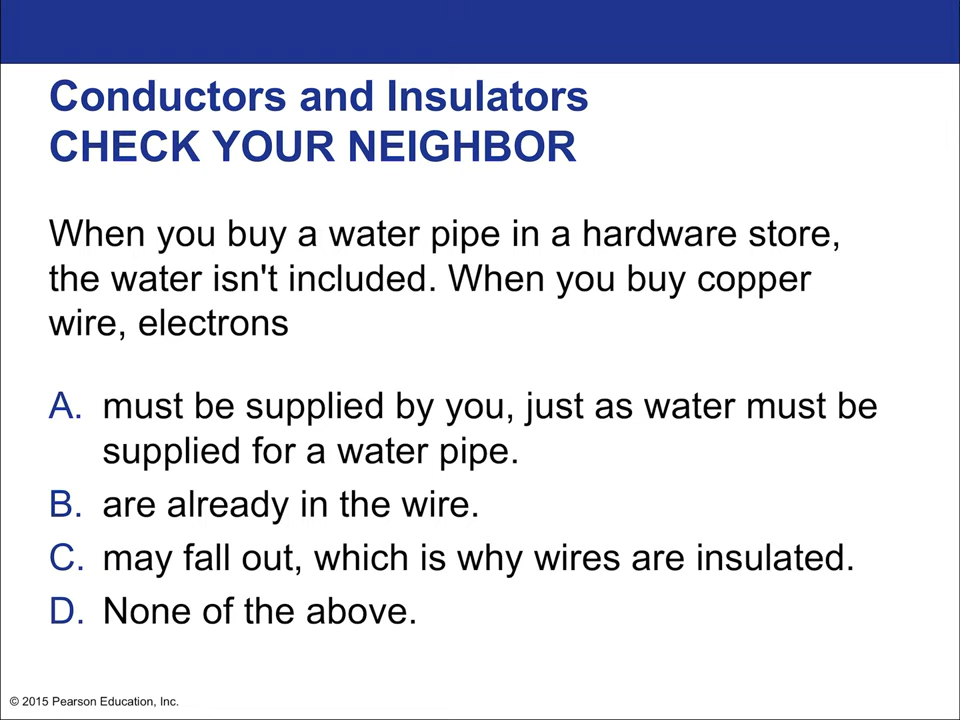 Conductors and Insulators
CHECK YOUR NEIGHBOR
When you buy a water pipe in a hardware store,
the water isn't included. When you buy copper
wire, electrons
A. must be supplied by you, just as water must be
supplied for a water pipe.
B. are already in the wire.
C. may fall out, which is why wires are insulated.
D. None of the above.
© 2015 Pearson Education, Inc.